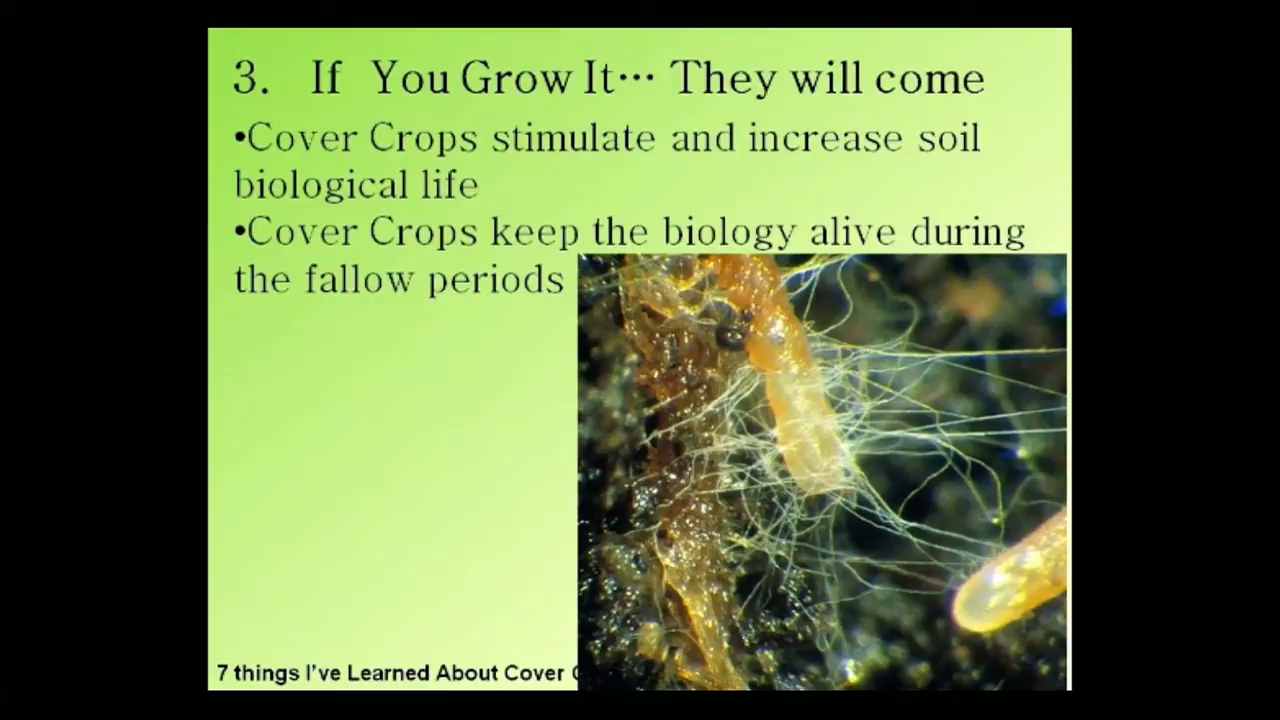 3. If You Grow It… They will come
•Cover Crops stimulate and increase soil
biological life
•Cover Crops keep the biology alive during
the fallow periods
7 things I've Learned About Cover